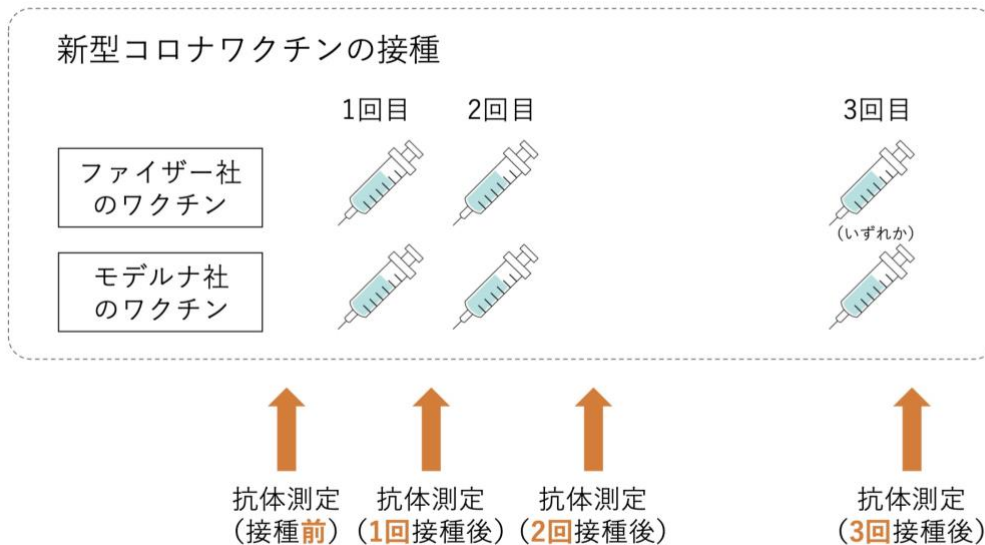 新型コロナワクチンの接種
1回目 2回目 3回目
ファイザー社
のワクチン
(いずれか)
モデルナ社
のワクチン
抗体測定 抗体測定 抗体測定 抗体測定
(接種前) (1回接種後) (2回接種後) (3回接種後)